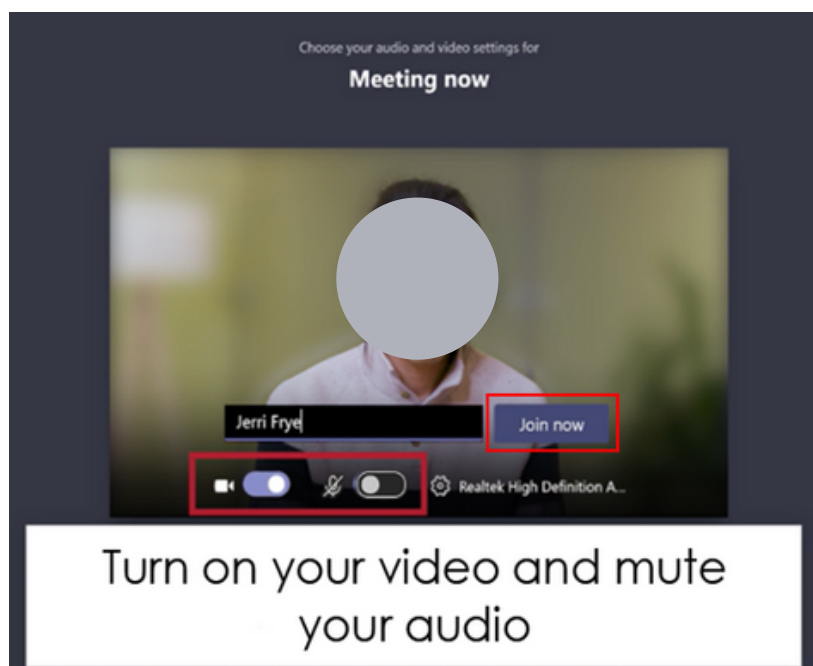 Choose your audio and video settings for
Meeting now
Jerri Frye
Join now
Realtek High Definition A...
Turn on your video and mute
your audio